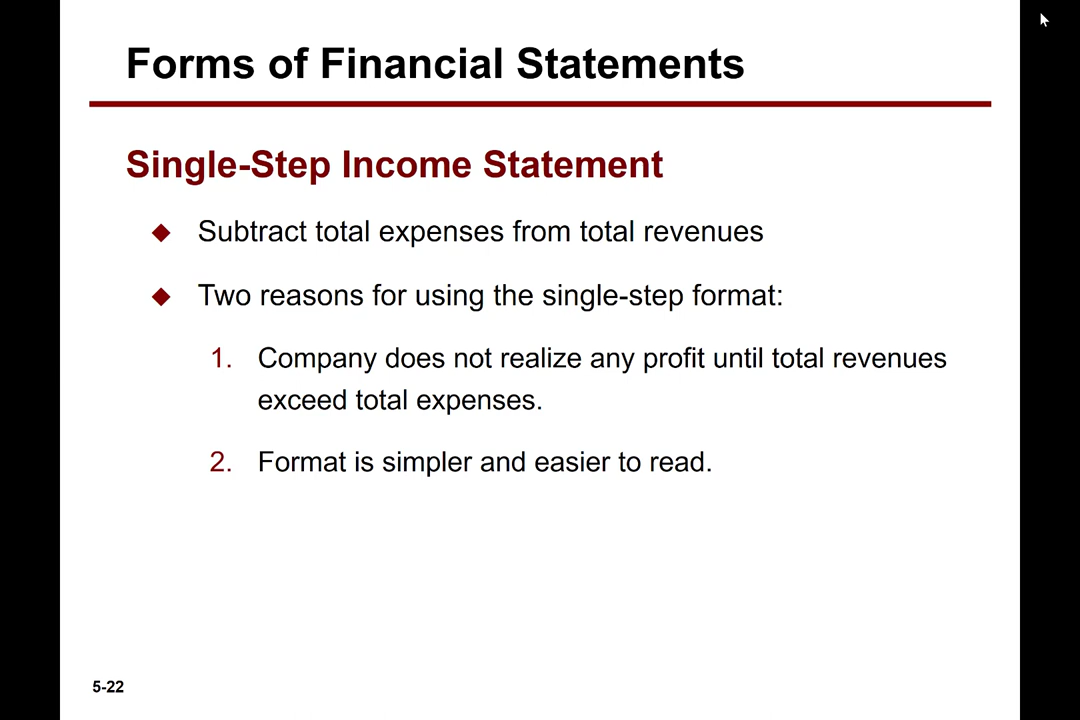 Forms of Financial Statements
Single-Step Income Statement
◆ Subtract total expenses from total revenues
◆ Two reasons for using the single-step format:
1. Company does not realize any profit until total revenues
exceed total expenses.
2. Format is simpler and easier to read.
5-22